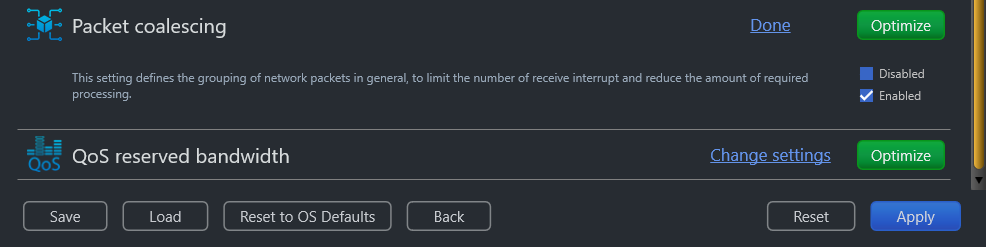 Packet coalescing
Done
Optimize
This setting defines the grouping of network packets in general, to limit the number of receive interrupt and reduce the amount of required
processing.
Disabled
Enabled
QoS
QoS reserved bandwidth
Change settings
Optimize
Save
Load
Reset to OS Defaults
Back
Reset
Apply